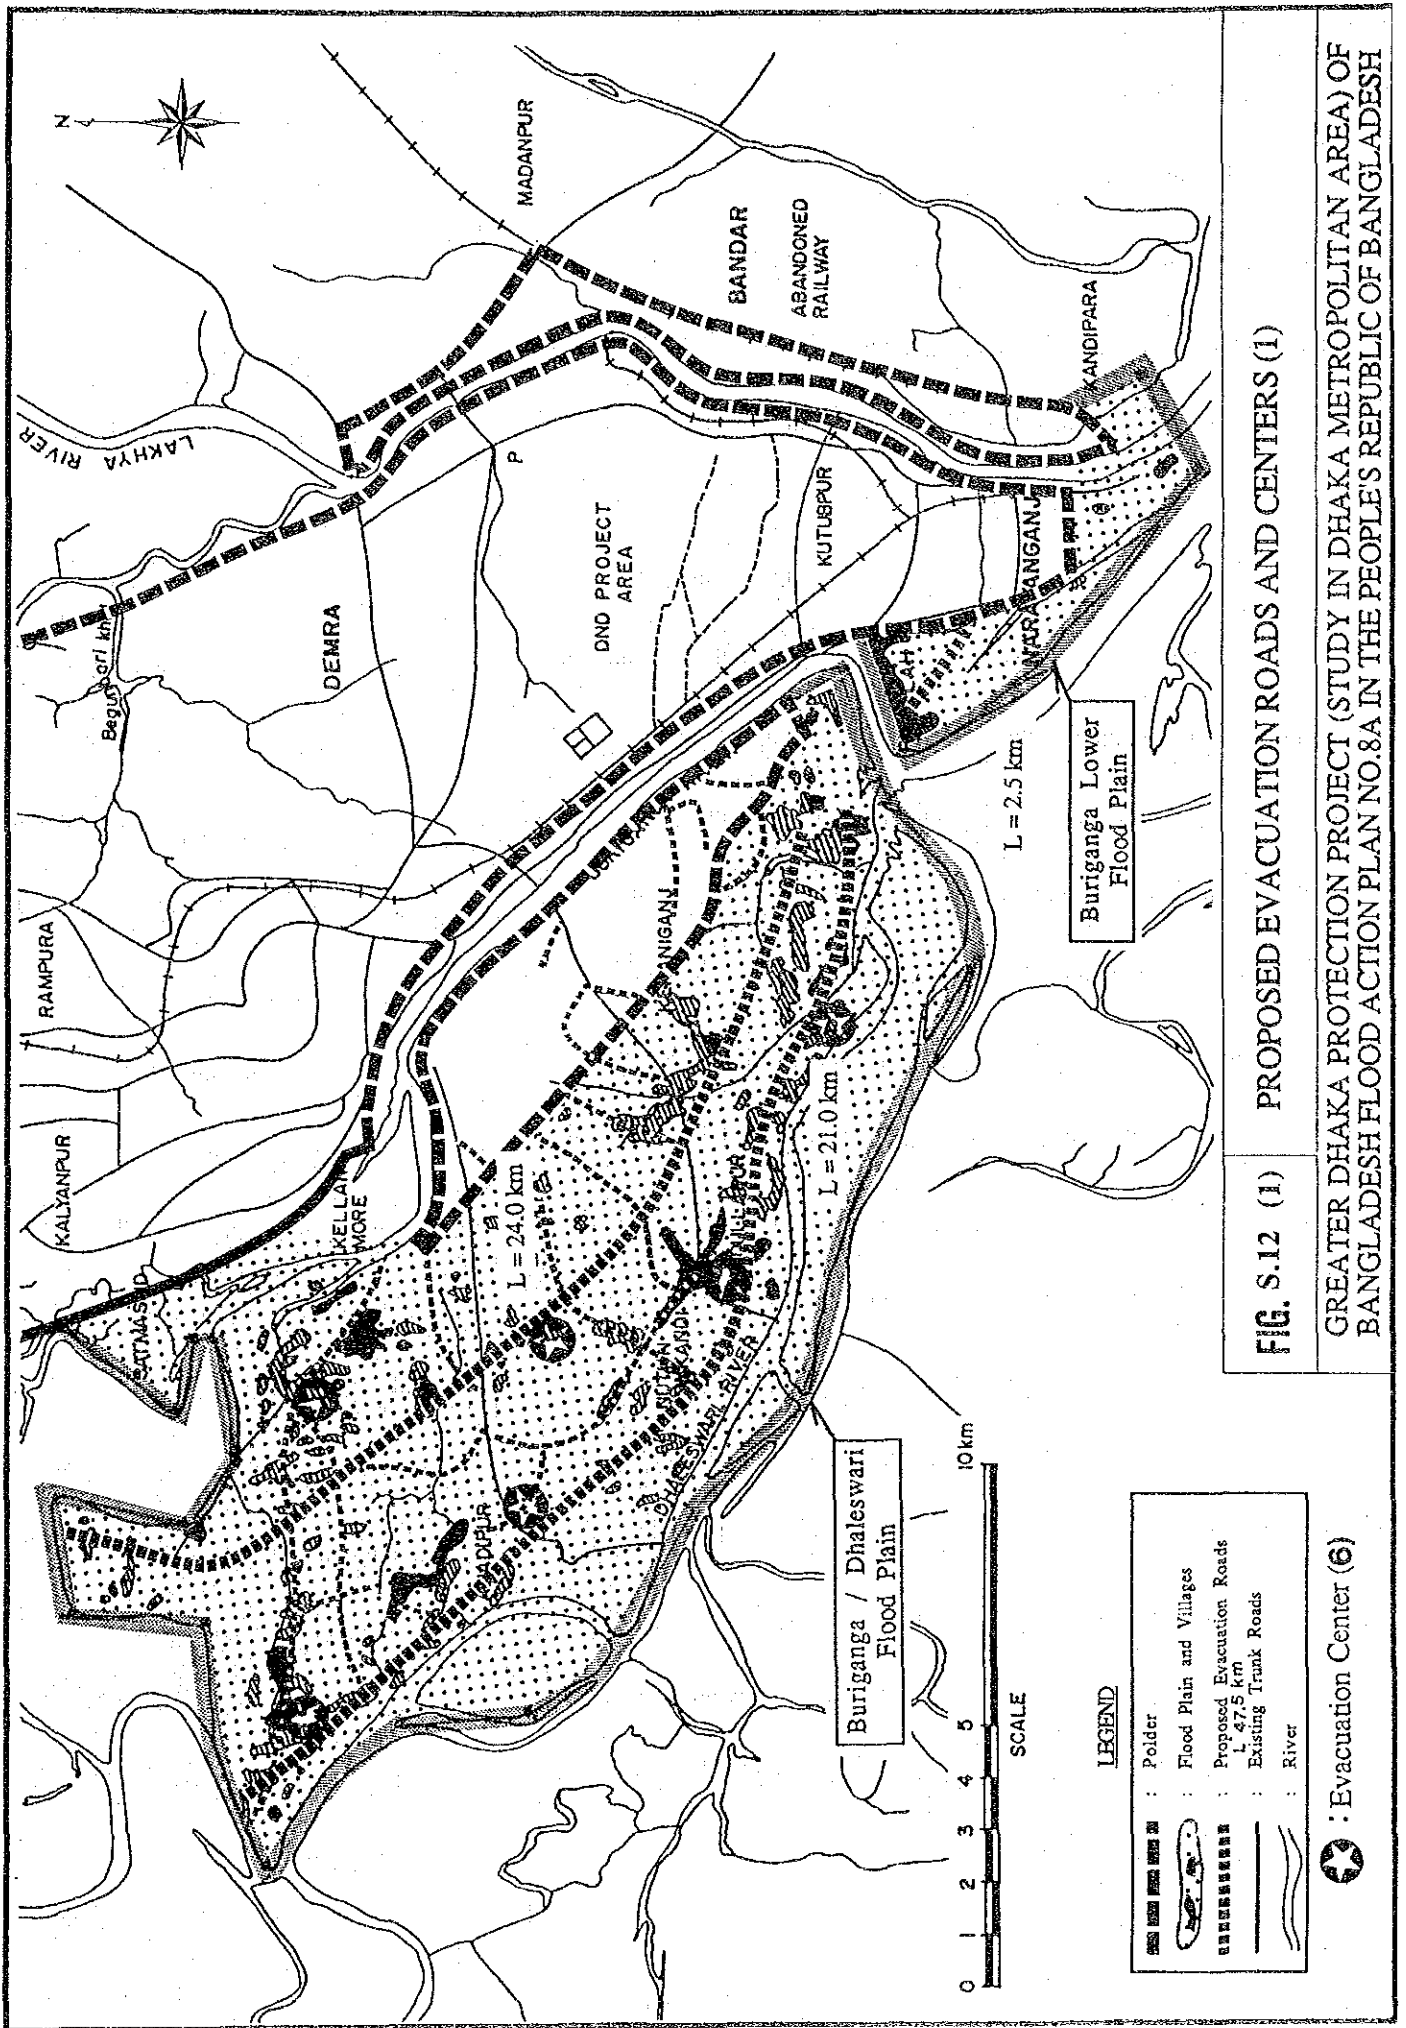 N
LAKHYA
RIVER
MADANPUR
BANDAR
ABANDONED
RAILWAY
KANDIPARA
RAMPURA
KALYANPUR
DEMRA
P
DND PROJECT
AREA
KUTUBPUR
NARAYANGANJ
KELLAR
MORE
L = 24.0 km
L = 21.0 km
L = 2.5 km
DHALESWARI RIVER
Buriganga Lower
Flood Plain
Buriganga / Dhaleswari
Flood Plain
0 1 2 3 4 5 10km
SCALE
LEGEND
: Polder
: Flood Plain and Villages
: Proposed Evacuation Roads
L 47.5 km
: Existing Trunk Roads
: River
: Evacuation Center (6)
FIG. S.12 (1) PROPOSED EVACUATION ROADS AND CENTERS (1)
GREATER DHAKA PROTECTION PROJECT (STUDY IN DHAKA METROPOLITAN AREA) OF
BANGLADESH FLOOD ACTION PLAN NO.8A IN THE PEOPLE'S REPUBLIC OF BANGLADESH